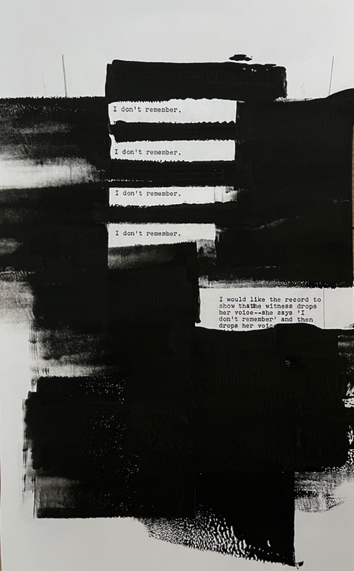 I don't remember.
I don't remember.
I don't remember.
I don't remember.
I would like the record to
show thatthe witness drops
her voice--she says 'I
don't remember' and then
drops her voic